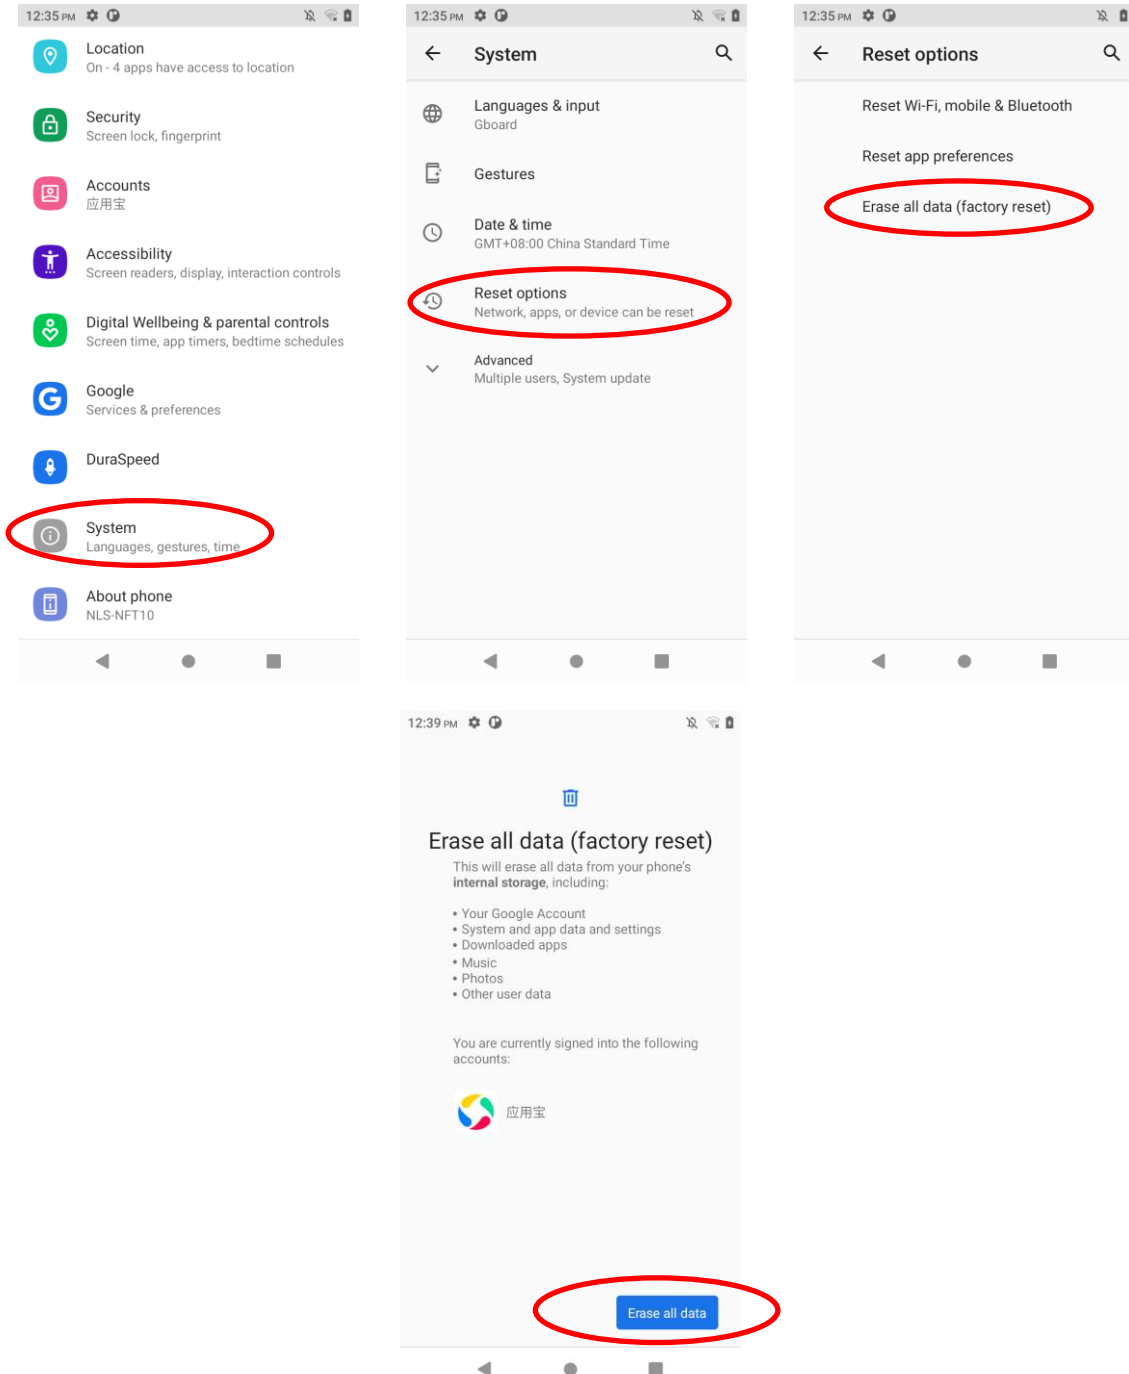 12:35 PM
Location
On - 4 apps have access to location
Security
Screen lock, fingerprint
Accounts
应用宝
Accessibility
Screen readers, display, interaction controls
Digital Wellbeing & parental controls
Screen time, app timers, bedtime schedules
Google
Services & preferences
DuraSpeed
System
Languages, gestures, time
About phone
NLS-NFT10
12:35 PM
System
Languages & input
Gboard
Gestures
Date & time
GMT+08:00 China Standard Time
Reset options
Network, apps, or device can be reset
Advanced
Multiple users, System update
12:35 PM
Reset options
Reset Wi-Fi, mobile & Bluetooth
Reset app preferences
Erase all data (factory reset)
12:39 PM
Erase all data (factory reset)
This will erase all data from your phone's
internal storage, including:
• Your Google Account
• System and app data and settings
• Downloaded apps
• Music
• Photos
• Other user data
You are currently signed into the following
accounts:
应用宝
Erase all data